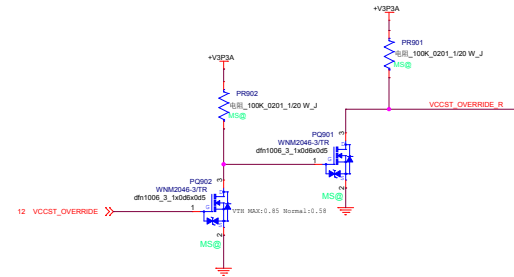 +V3P3A
PR901
电阻_100K_0201_1/20 W_J
MS@
+V3P3A
PR902
电阻_100K_0201_1/20 W_J
MS@
VCCST_OVERRIDE_R
PQ901
WNM2046-3/TR
dfn1006_3_1x0d6x0d5
3
D
1
G
S
2
MS@
PQ902
WNM2046-3/TR
dfn1006_3_1x0d6x0d5
3
D
12 VCCST_OVERRIDE
1
G
VTH MAX:0.85 Normal:0.58
S
2
MS@